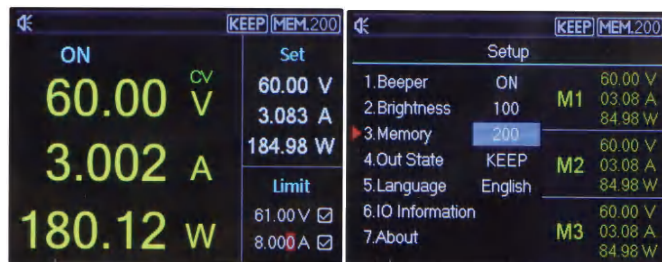 KEEP MEM.200
ON Set
CV
60.00 V 60.00 V
3.083 A
3.002 A 184.98 W
Limit
61.00 V
180.12 W 8.000 A
KEEP MEM.200
Setup
1.Beeper ON
2.Brightness 100
3.Memory 200
4.Out State KEEP
5.Language English
6.IO Information
7.About
M1 60.00 V
03.08 A
84.98 W
M2 60.00 V
03.08 A
84.98 W
M3 60.00 V
03.08 A
84.98 W